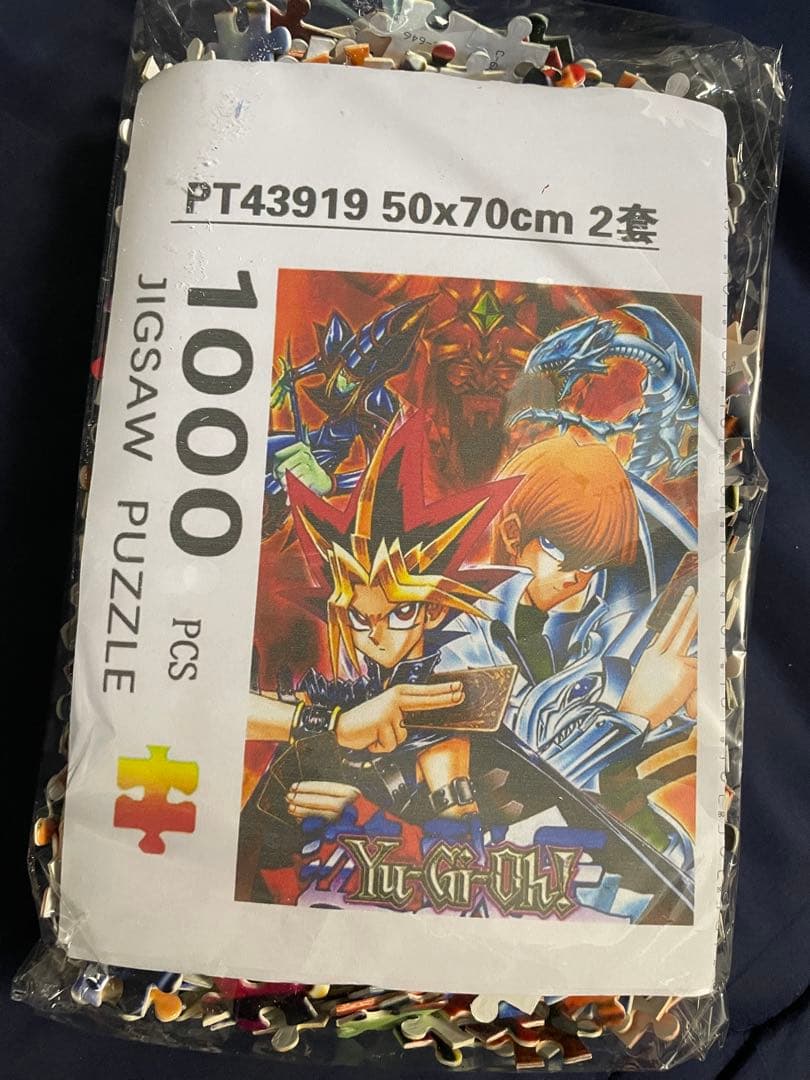 PT43919 50x70cm 2套
1000 PCS
JIGSAW PUZZLE
Yu-Gi-Oh!